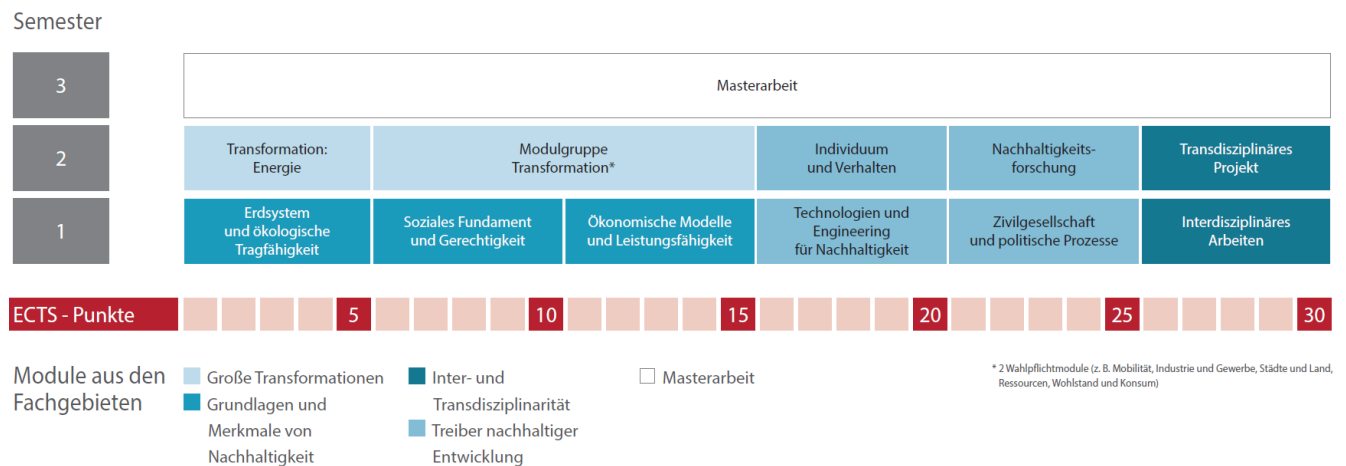 Semester
3
Masterarbeit
2
Transformation:
Energie
Modulgruppe
Transformation*
Individuum
und Verhalten
Nachhaltigkeits-
forschung
Transdisziplinäres
Projekt
1
Erdsystem
und ökologische
Tragfähigkeit
Soziales Fundament
und Gerechtigkeit
Ökonomische Modelle
und Leistungsfähigkeit
Technologien und
Engineering
für Nachhaltigkeit
Zivilgesellschaft
und politische Prozesse
Interdisziplinäres
Arbeiten
ECTS - Punkte
5
10
15
20
25
30
Module aus den
Fachgebieten
Große Transformationen
Grundlagen und
Merkmale von
Nachhaltigkeit
Inter- und
Transdisziplinarität
Treiber nachhaltiger
Entwicklung
Masterarbeit
* 2 Wahlpflichtmodule (z. B. Mobilität, Industrie und Gewerbe, Städte und Land,
Ressourcen, Wohlstand und Konsum)